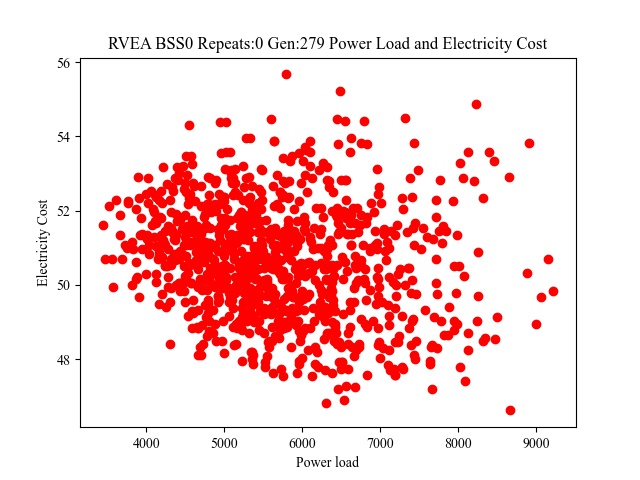 RVEA BSS0 Repeats:0 Gen:279 Power Load and Electricity Cost
56
54
52
50
48
Electricity Cost
4000 5000 6000 7000 8000 9000
Power load